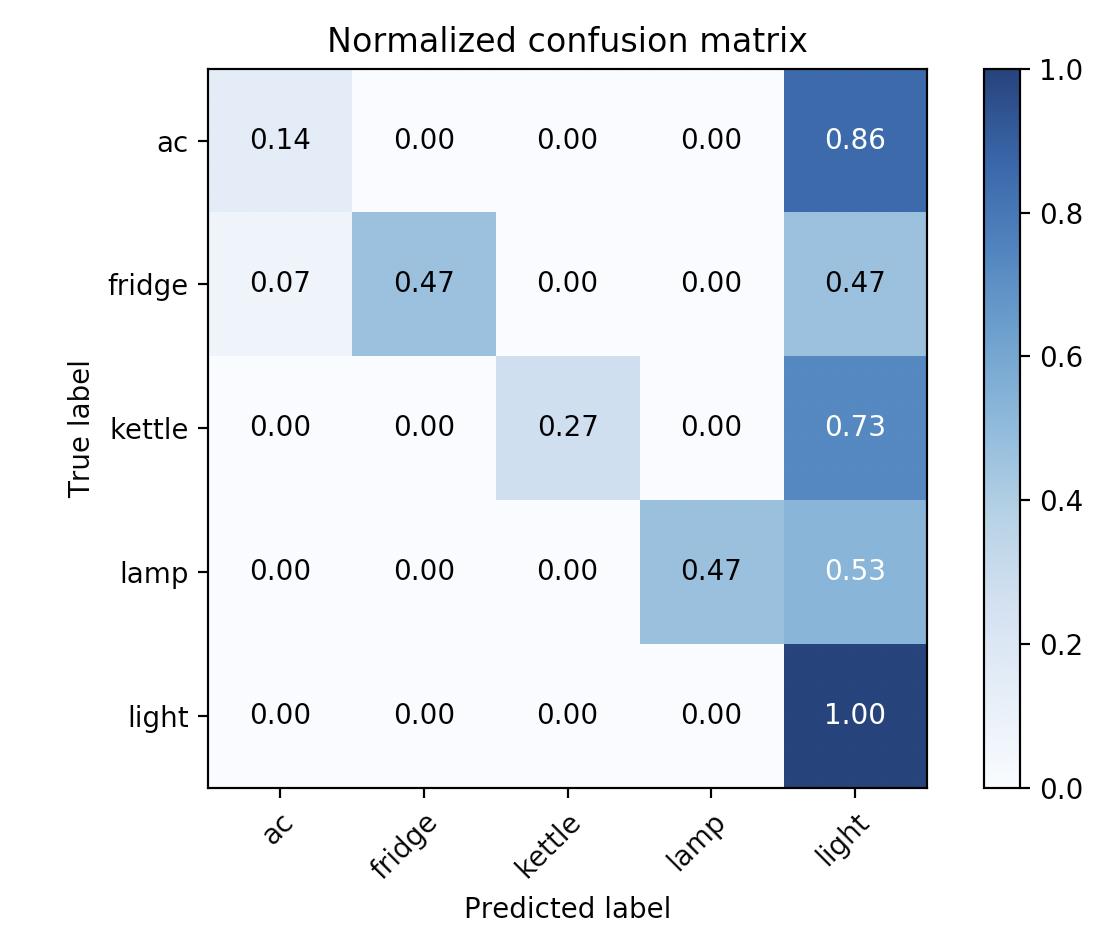 Normalized confusion matrix
ac 0.14 0.00 0.00 0.00 0.86
fridge 0.07 0.47 0.00 0.00 0.47
kettle 0.00 0.00 0.27 0.00 0.73
lamp 0.00 0.00 0.00 0.47 0.53
light 0.00 0.00 0.00 0.00 1.00
ac fridge kettle lamp light
Predicted label
True label
1.0
0.8
0.6
0.4
0.2
0.0